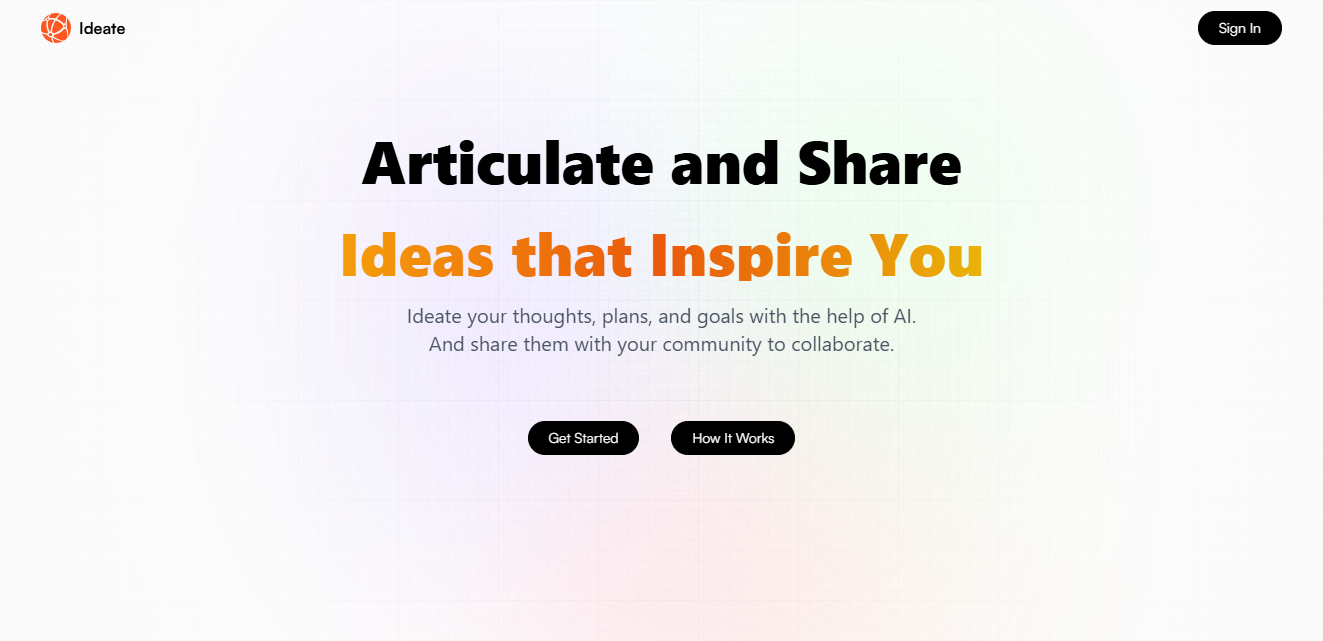 Ideate
Sign In
Articulate and Share
Ideas that Inspire You
Ideate your thoughts, plans, and goals with the help of AI.
And share them with your community to collaborate.
Get Started
How It Works